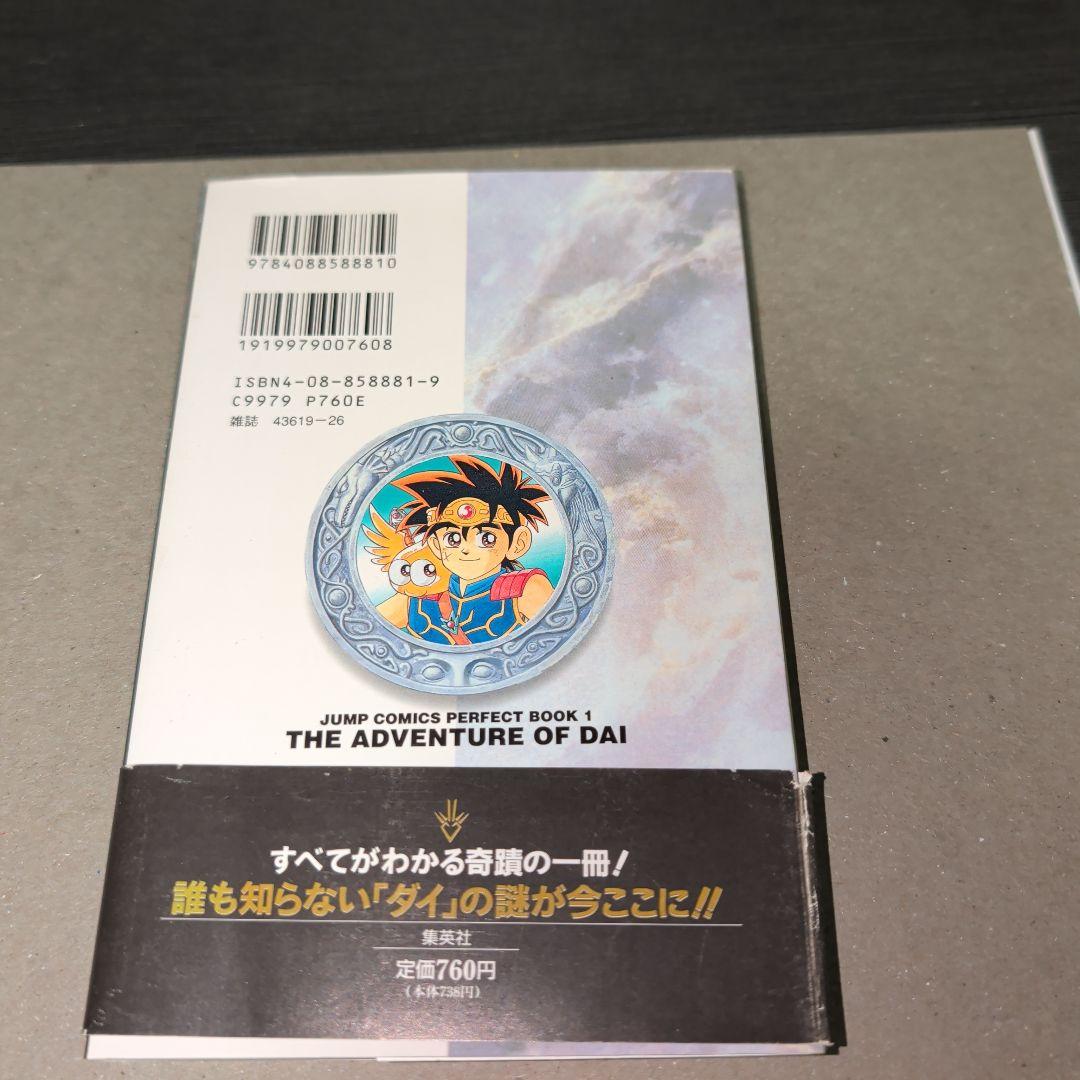 9784088588810
1919979007608
ISBN4-08-858881-9
C9979 P760E
雑誌 43619-26
JUMP COMICS PERFECT BOOK 1
THE ADVENTURE OF DAI
すべてがわかる奇蹟の一冊!
誰も知らない「ダイ」の謎が今ここに!!
集英社
定価760円
(本体738円)